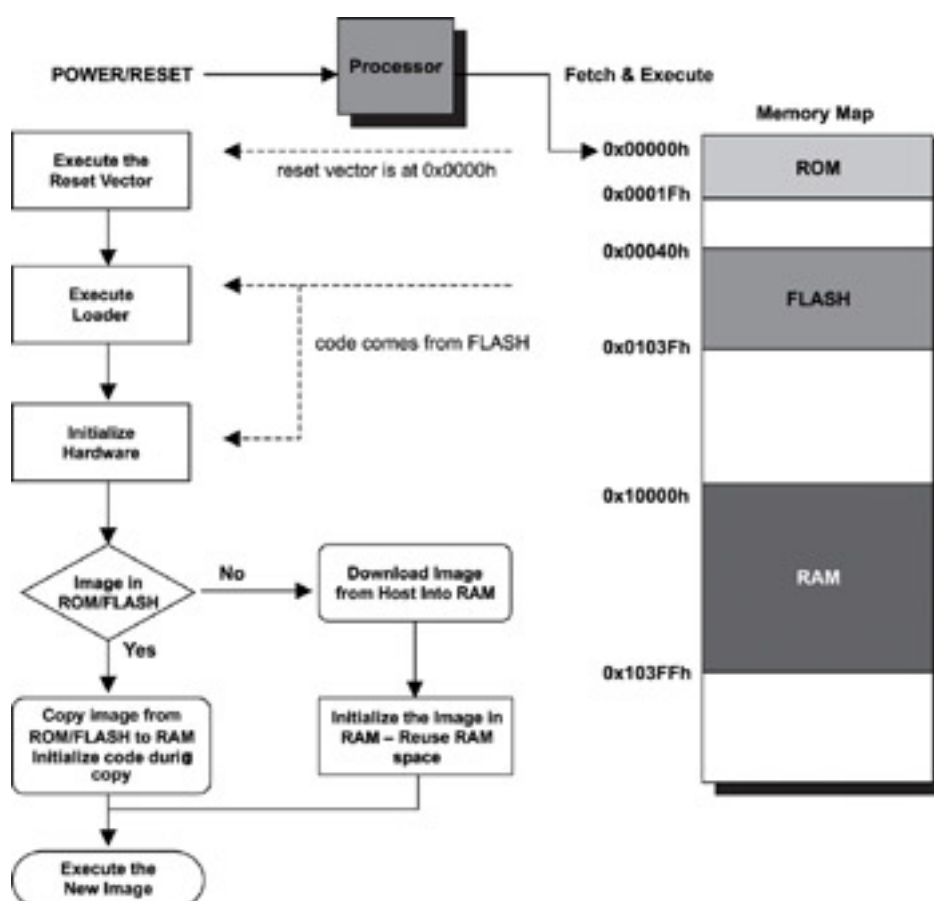 POWER/RESET
Processor
Fetch & Execute
Memory Map
Execute the
Reset Vector
reset vector is at 0x0000h
0x00000h
ROM
0x0001Fh
0x00040h
Execute
Loader
FLASH
code comes from FLASH
0x0103Fh
Initialize
Hardware
0x10000h
Image in
ROM/FLASH
No
Download Image
from Host Into RAM
RAM
Yes
0x103FFh
Copy image from
ROM/FLASH to RAM
Initialize code durig
copy
Initialize the Image in
RAM – Reuse RAM
space
Execute the
New Image